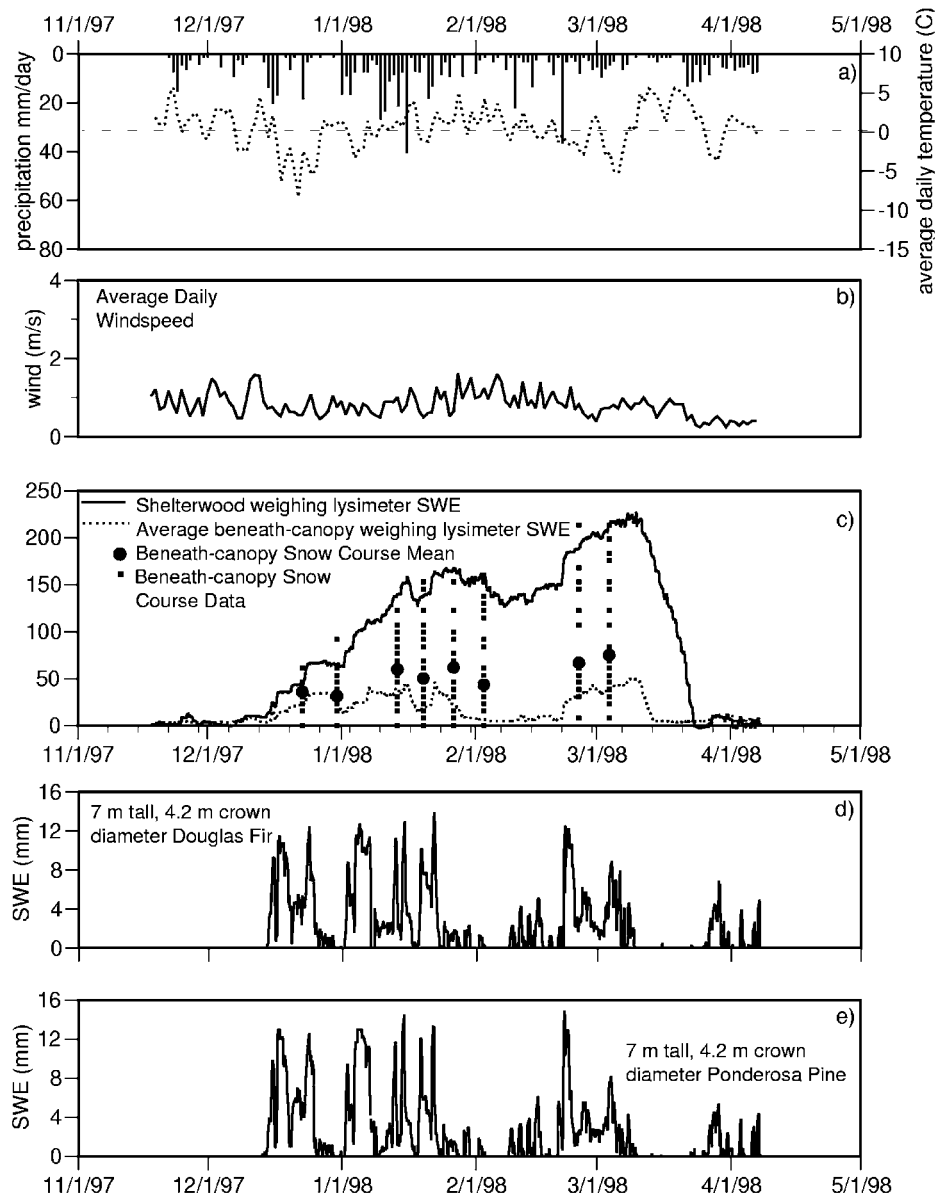 11/1/97 12/1/97 1/1/98 2/1/98 3/1/98 4/1/98 5/1/98
precipitation mm/day
0
20
40
60
80
a)
10
5
0
-5
-10
-15
average daily temperature (C)
wind (m/s)
4
2
0
Average Daily
Windspeed
b)
250
200
150
100
50
0
Shelterwood weighing lysimeter SWE
Average beneath-canopy weighing lysimeter SWE
Beneath-canopy Snow Course Mean
Beneath-canopy Snow
Course Data
c)
11/1/97 12/1/97 1/1/98 2/1/98 3/1/98 4/1/98 5/1/98
SWE (mm)
16
12
8
4
0
7 m tall, 4.2 m crown
diameter Douglas Fir
d)
SWE (mm)
16
12
8
4
0
e)
7 m tall, 4.2 m crown
diameter Ponderosa Pine
11/1/97 12/1/97 1/1/98 2/1/98 3/1/98 4/1/98 5/1/98